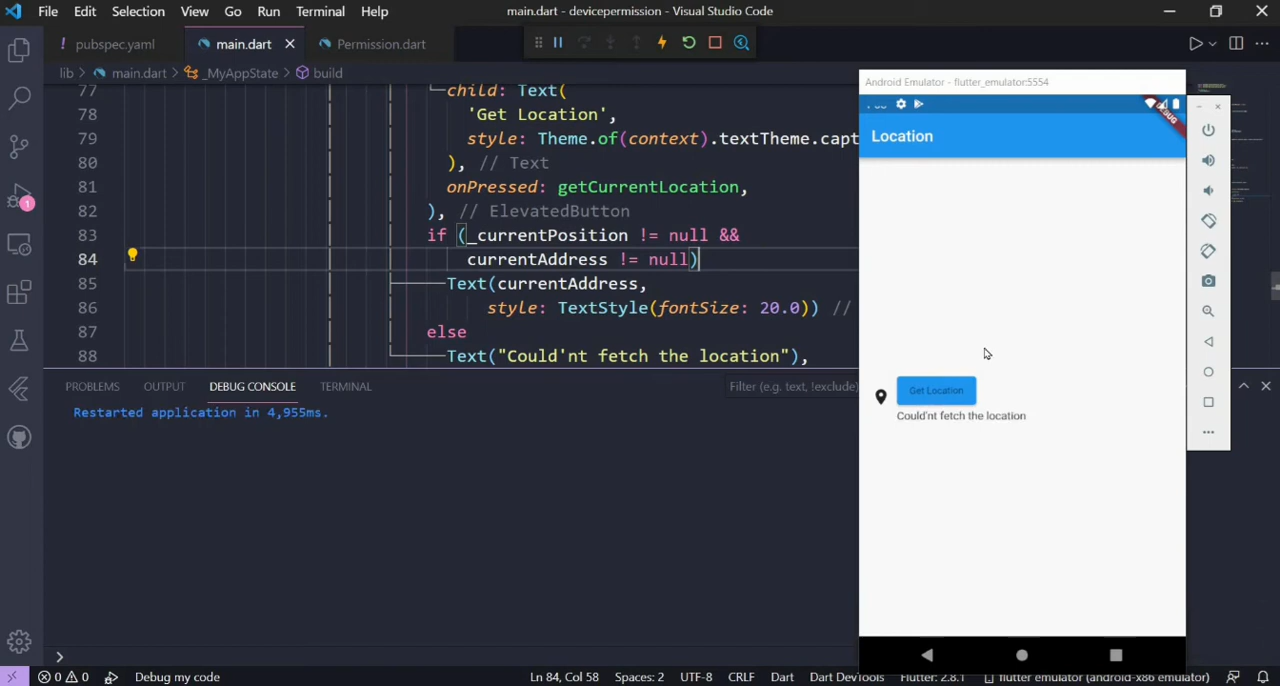 File Edit Selection View Go Run Terminal Help main.dart - devicepermission - Visual Studio Code
! pubspec.yaml main.dart Permission.dart
lib > main.dart > _MyAppState > build
77 child: Text(
78 'Get Location',
79 style: Theme.of(context).textTheme.capt
80 ), // Text
81 onPressed: getCurrentLocation,
82 ), // ElevatedButton
83 if (_currentPosition != null &&
84 currentAddress != null)
85 Text(currentAddress,
86 style: TextStyle(fontSize: 20.0)) //
87 else
88 Text("Could'nt fetch the location"),
PROBLEMS OUTPUT DEBUG CONSOLE TERMINAL Filter (e.g. text, !exclude)
Restarted application in 4,955ms.
>
1
Android Emulator - flutter_emulator:5554
DEBUG
Location
Get Location
Could'nt fetch the location
0 0 Debug my code Ln 84, Col 58 Spaces: 2 UTF-8 CRLF Dart Dart DevTools Flutter: 2.8.1 flutter emulator (android-x86 emulator)